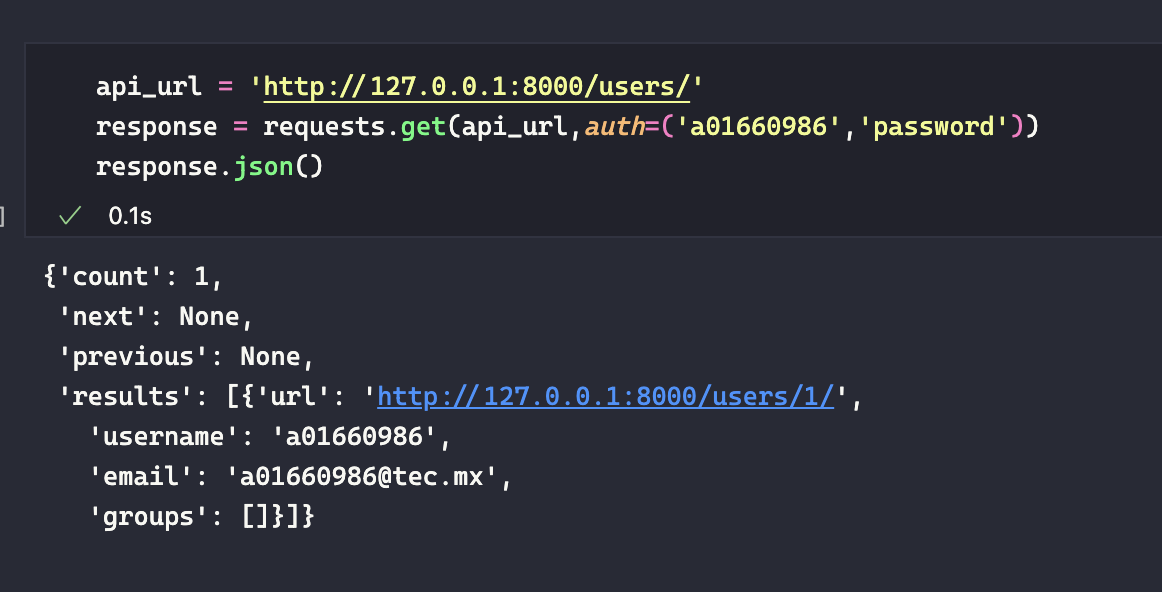 api_url = 'http://127.0.0.1:8000/users/'
response = requests.get(api_url,auth=('a01660986','password'))
response.json()
] ✓ 0.1s
{'count': 1,
 'next': None,
 'previous': None,
 'results': [{'url': 'http://127.0.0.1:8000/users/1/',
   'username': 'a01660986',
   'email': 'a01660986@tec.mx',
   'groups': []}]}